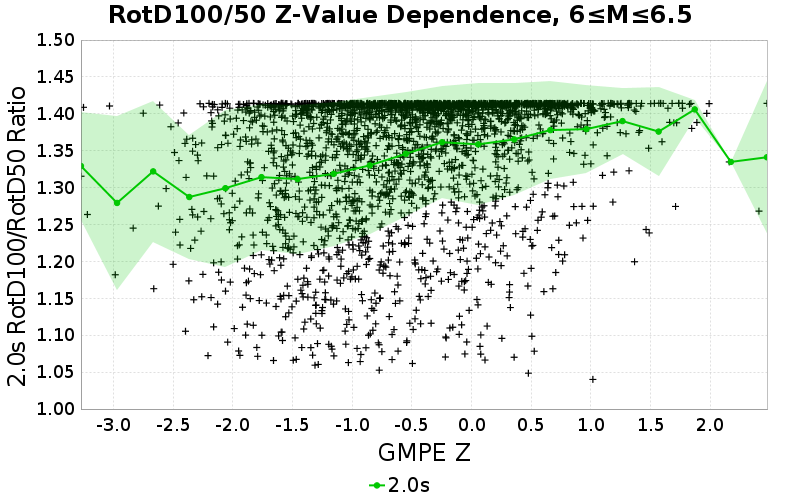 RotD100/50 Z-Value Dependence, 6≤M≤6.5
2.0s RotD100/RotD50 Ratio
1.50
1.45
1.40
1.35
1.30
1.25
1.20
1.15
1.10
1.05
1.00
-3.0 -2.5 -2.0 -1.5 -1.0 -0.5 0.0 0.5 1.0 1.5 2.0
GMPE Z
2.0s